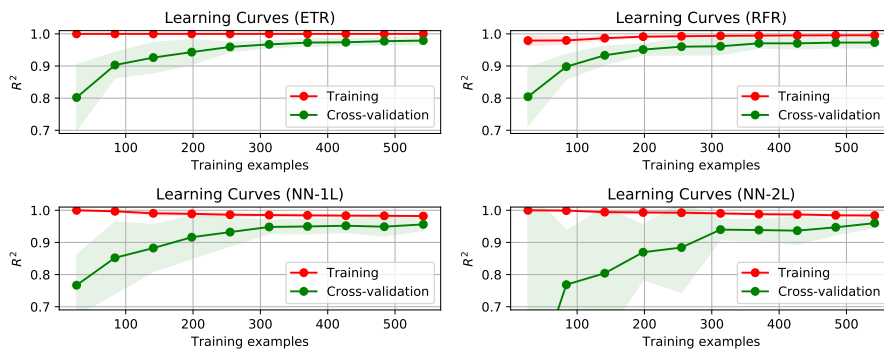 Learning Curves (ETR)
1.0
0.9
0.8
0.7
R²
Training
Cross-validation
100 200 300 400 500
Training examples
Learning Curves (RFR)
1.0
0.9
0.8
0.7
R²
Training
Cross-validation
100 200 300 400 500
Training examples
Learning Curves (NN-1L)
1.0
0.9
0.8
0.7
R²
Training
Cross-validation
100 200 300 400 500
Training examples
Learning Curves (NN-2L)
1.0
0.9
0.8
0.7
R²
Training
Cross-validation
100 200 300 400 500
Training examples